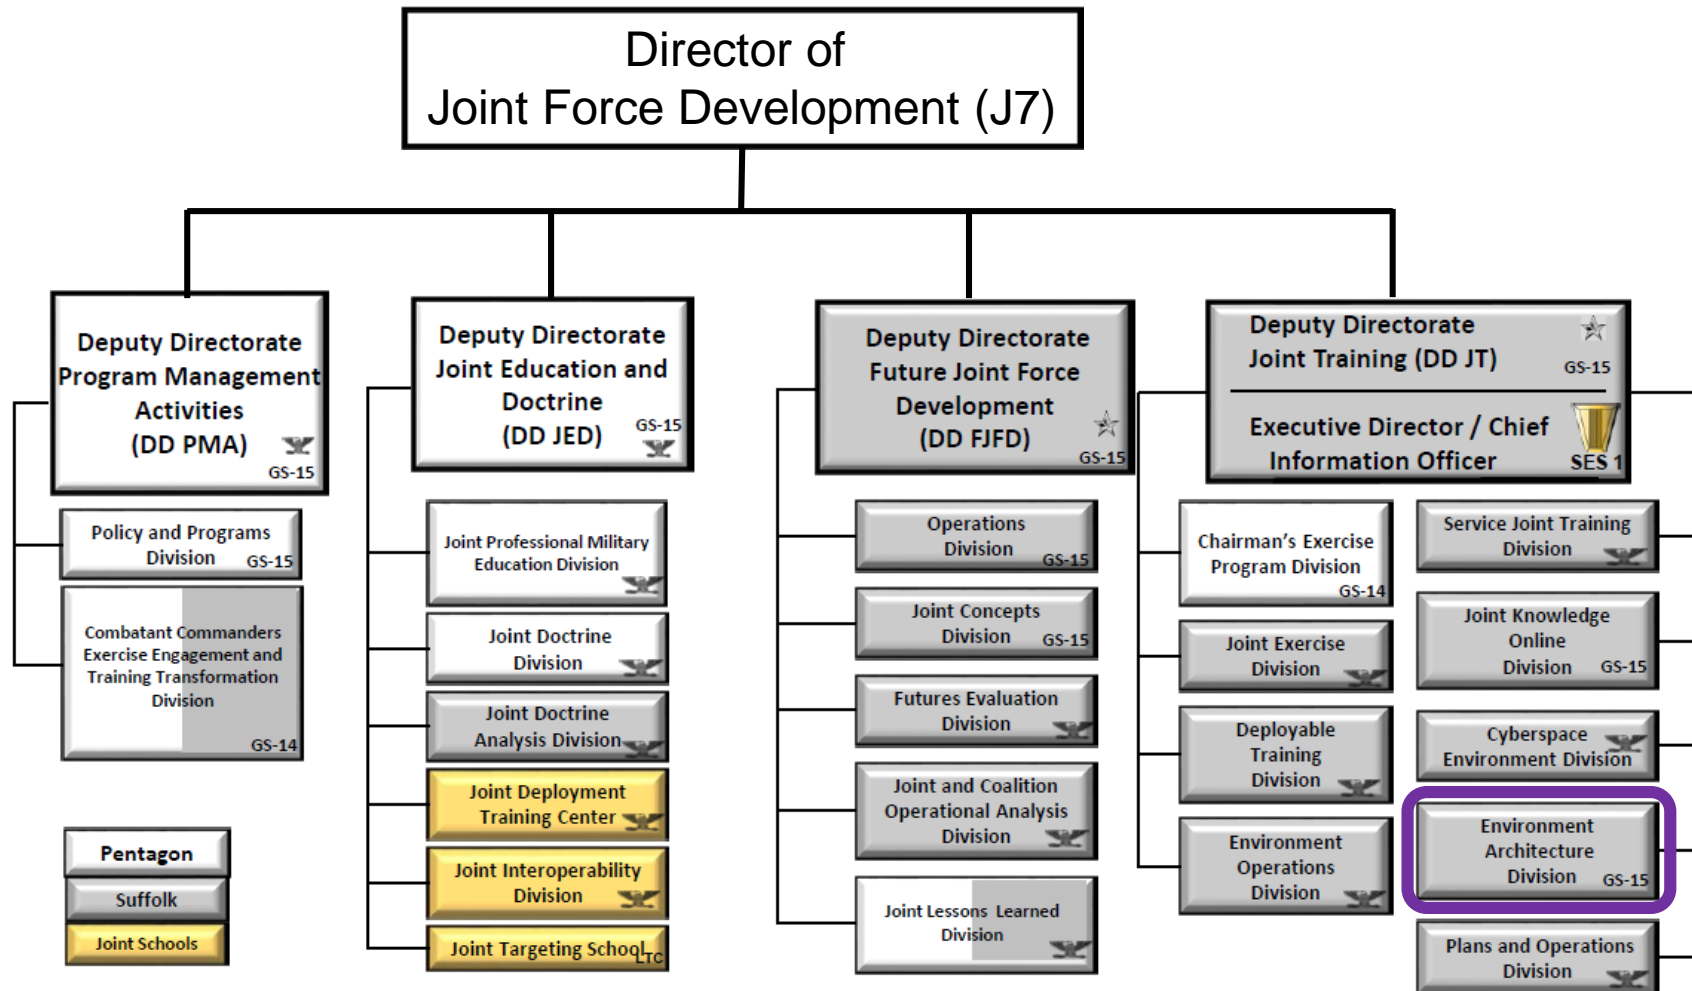 Director of
Joint Force Development (J7)
Deputy Directorate
Program Management
Activities
(DD PMA)
GS-15
Policy and Programs
Division GS-15
Combatant Commanders
Exercise Engagement and
Training Transformation
Division
GS-14
Pentagon
Suffolk
Joint Schools
Deputy Directorate
Joint Education and
Doctrine
(DD JED) GS-15
Joint Professional Military
Education Division
Joint Doctrine
Division
Joint Doctrine
Analysis Division
Joint Deployment
Training Center
Joint Interoperability
Division
Joint Targeting School LTC
Deputy Directorate
Future Joint Force
Development
(DD FJFD)
GS-15
Operations
Division GS-15
Joint Concepts
Division GS-15
Futures Evaluation
Division
Joint and Coalition
Operational Analysis
Division
Joint Lessons Learned
Division
Deputy Directorate
Joint Training (DD JT) GS-15
Executive Director / Chief
Information Officer SES 1
Chairman's Exercise
Program Division
GS-14
Joint Exercise
Division
Deployable
Training
Division
Environment
Operations
Division
Service Joint Training
Division
Joint Knowledge
Online
Division GS-15
Cyberspace
Environment Division
Environment
Architecture
Division GS-15
Plans and Operations
Division